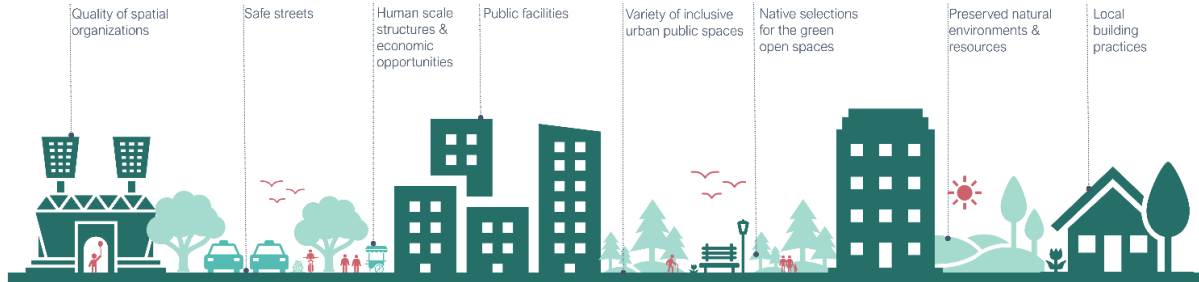 Quality of spatial
organizations
Safe streets
Human scale
structures &
economic
opportunities
Public facilities
Variety of inclusive
urban public spaces
Native selections
for the green
open spaces
Preserved natural
environments &
resources
Local
building
practices